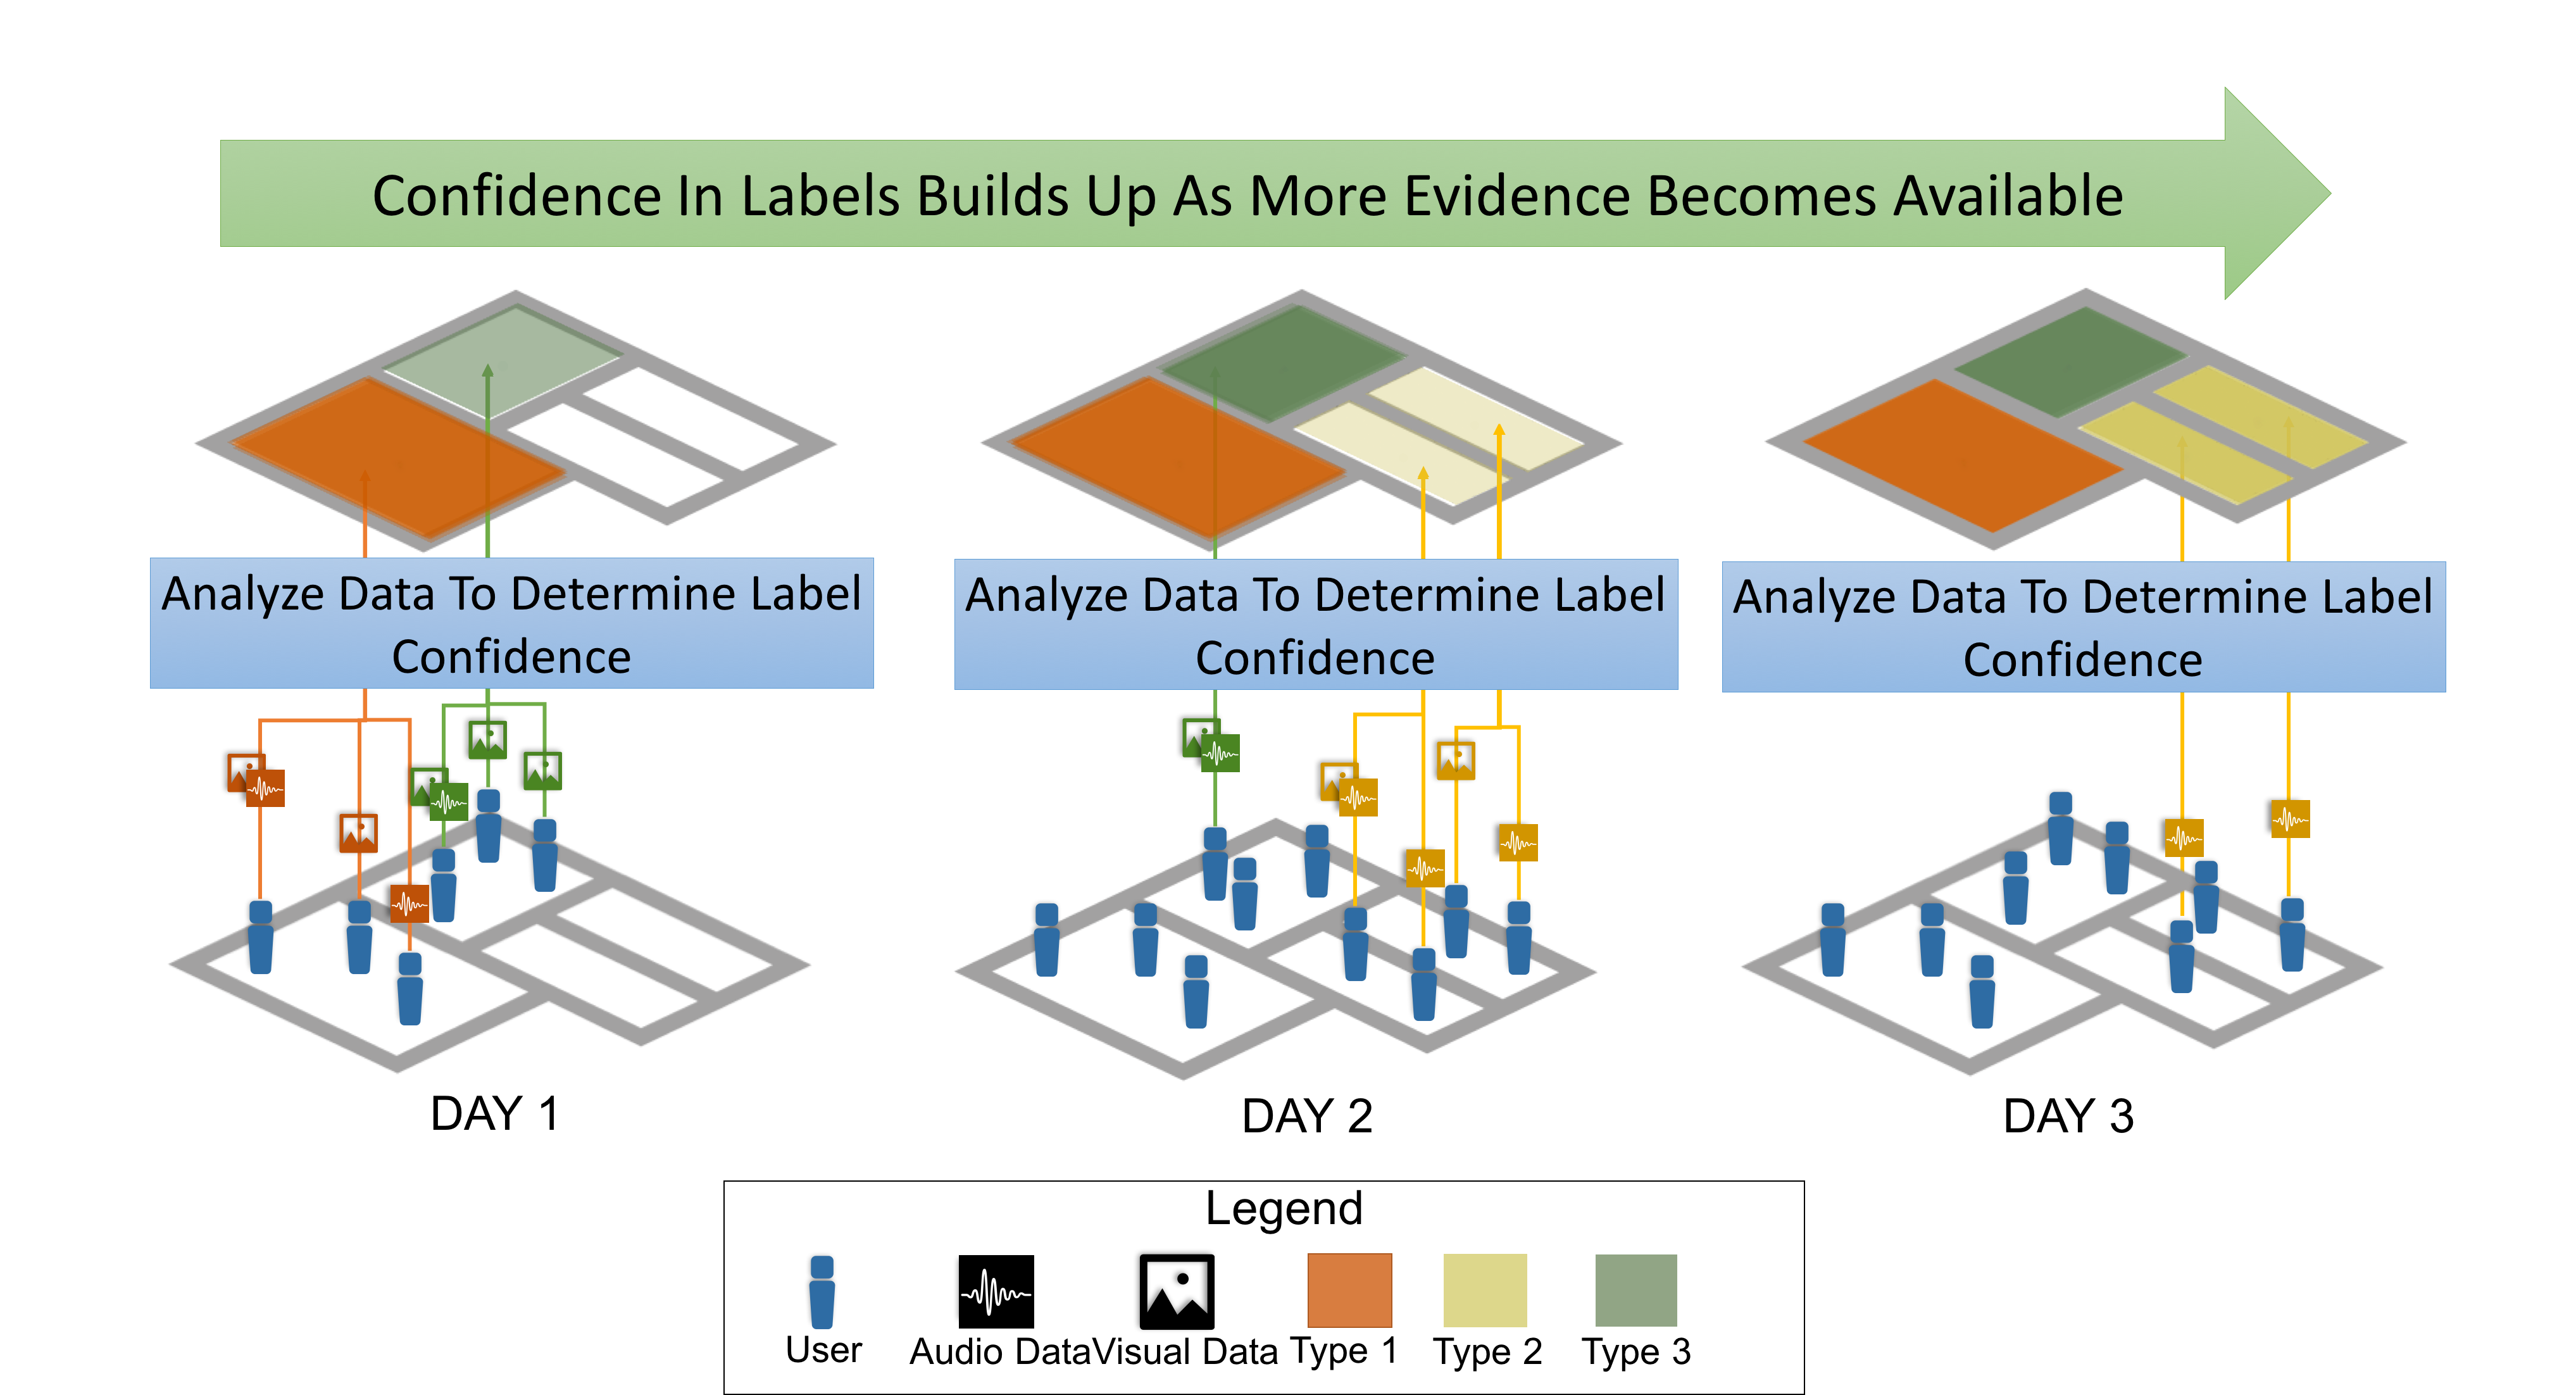 Confidence In Labels Builds Up As More Evidence Becomes Available
Analyze Data To Determine Label
Confidence
Analyze Data To Determine Label
Confidence
Analyze Data To Determine Label
Confidence
DAY 1
DAY 2
DAY 3
Legend
User
Audio Data
Visual Data
Type 1
Type 2
Type 3